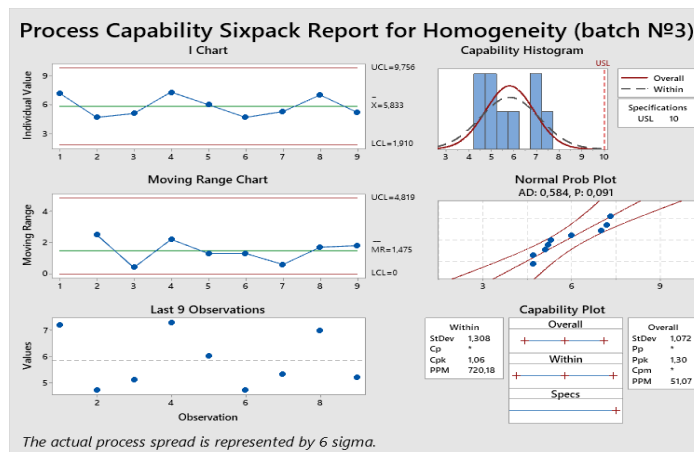 Process Capability Sixpack Report for Homogeneity (batch №3)
I Chart
Individual Value
9
6
3
UCL=9,756
_
X=5,833
LCL=1,910
1 2 3 4 5 6 7 8 9
Capability Histogram
USL
3 4 5 6 7 8 9 10
Overall
Within
Specifications
USL 10
Moving Range Chart
Moving Range
4
2
0
UCL=4,819
__
MR=1,475
LCL=0
1 2 3 4 5 6 7 8 9
Normal Prob Plot
AD: 0,584, P: 0,091
3 6 9
Last 9 Observations
Values
7
6
5
2 4 6 8
Observation
Capability Plot
Within
StDev 1,308
Cp *
Cpk 1,06
PPM 720,18
Overall
Within
Specs
Overall
StDev 1,072
Pp *
Ppk 1,30
Cpm *
PPM 51,07
The actual process spread is represented by 6 sigma.